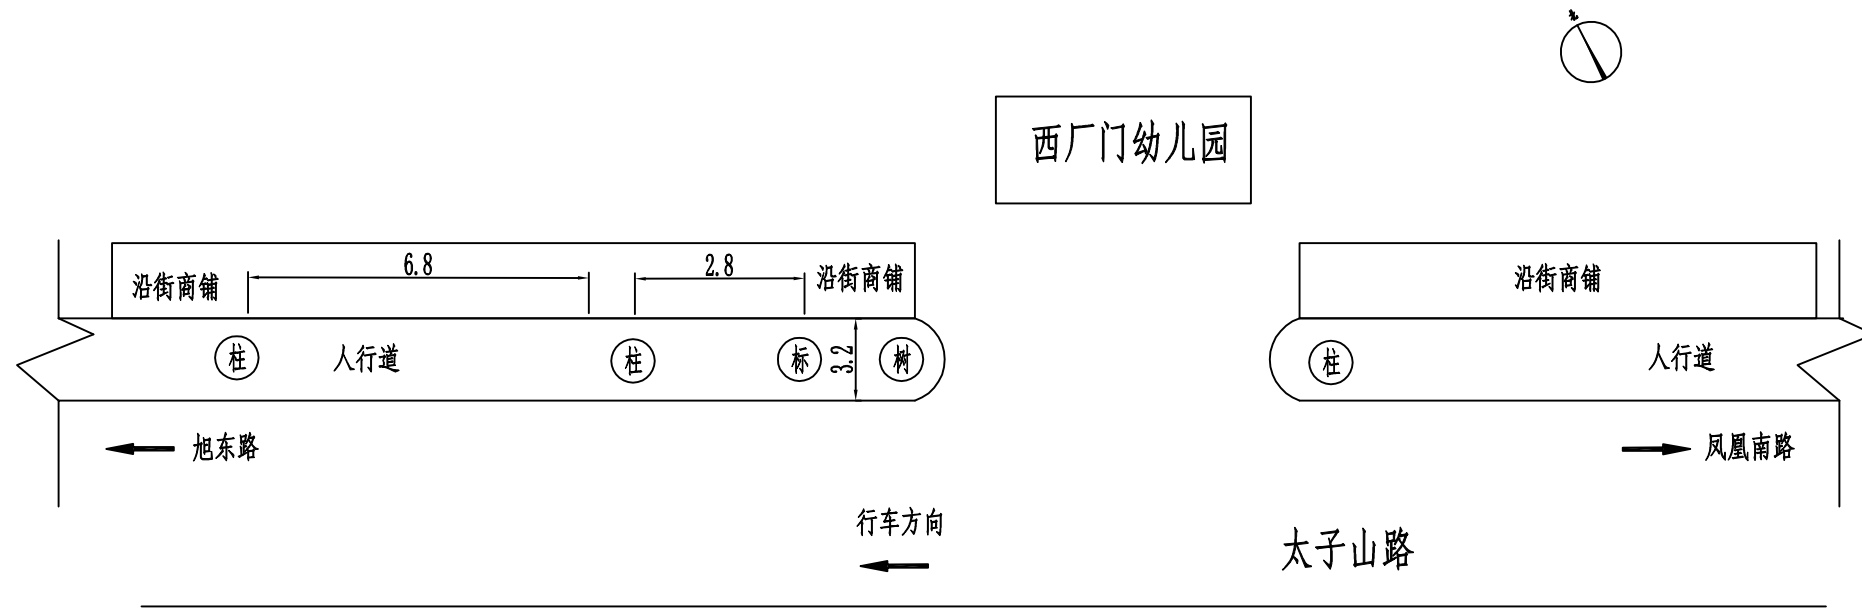 北
西厂门幼儿园
沿街商铺
6.8
2.8
沿街商铺
沿街商铺
柱
人行道
柱
标
3.2
树
柱
人行道
旭东路
凤凰南路
行车方向
太子山路